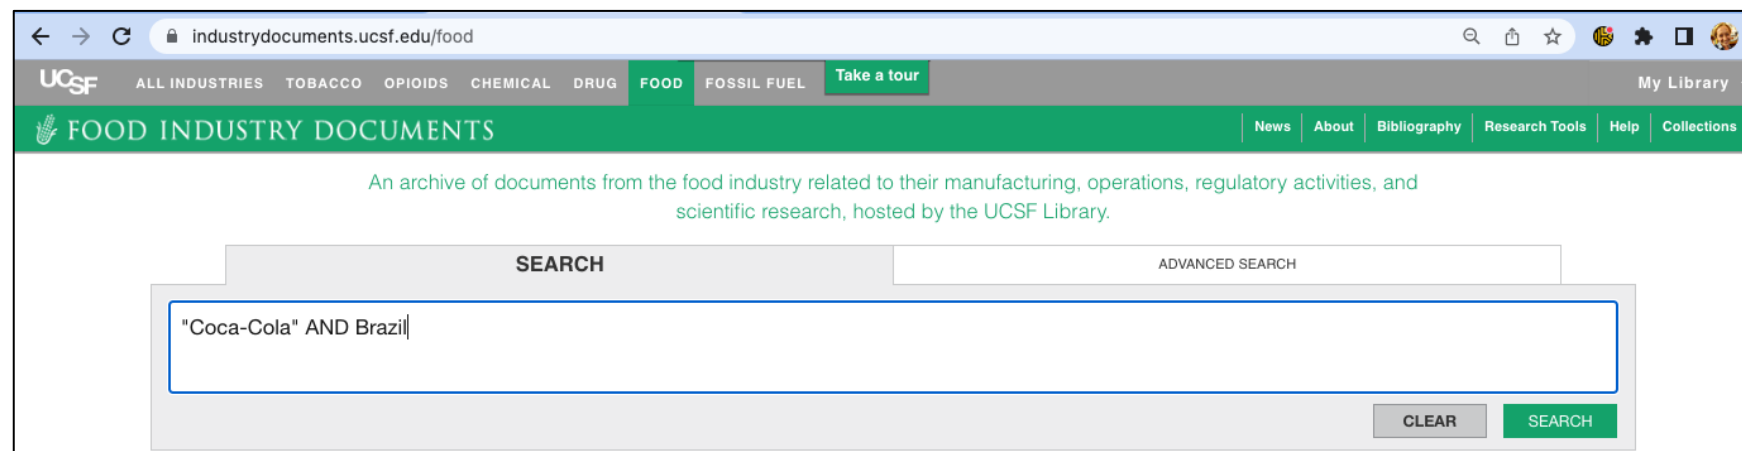 industrydocuments.ucsf.edu/food
UCSF ALL INDUSTRIES TOBACCO OPIOIDS CHEMICAL DRUG FOOD FOSSIL FUEL Take a tour My Library
FOOD INDUSTRY DOCUMENTS News About Bibliography Research Tools Help Collections
An archive of documents from the food industry related to their manufacturing, operations, regulatory activities, and
scientific research, hosted by the UCSF Library.
SEARCH ADVANCED SEARCH
"Coca-Cola" AND Brazil
CLEAR SEARCH